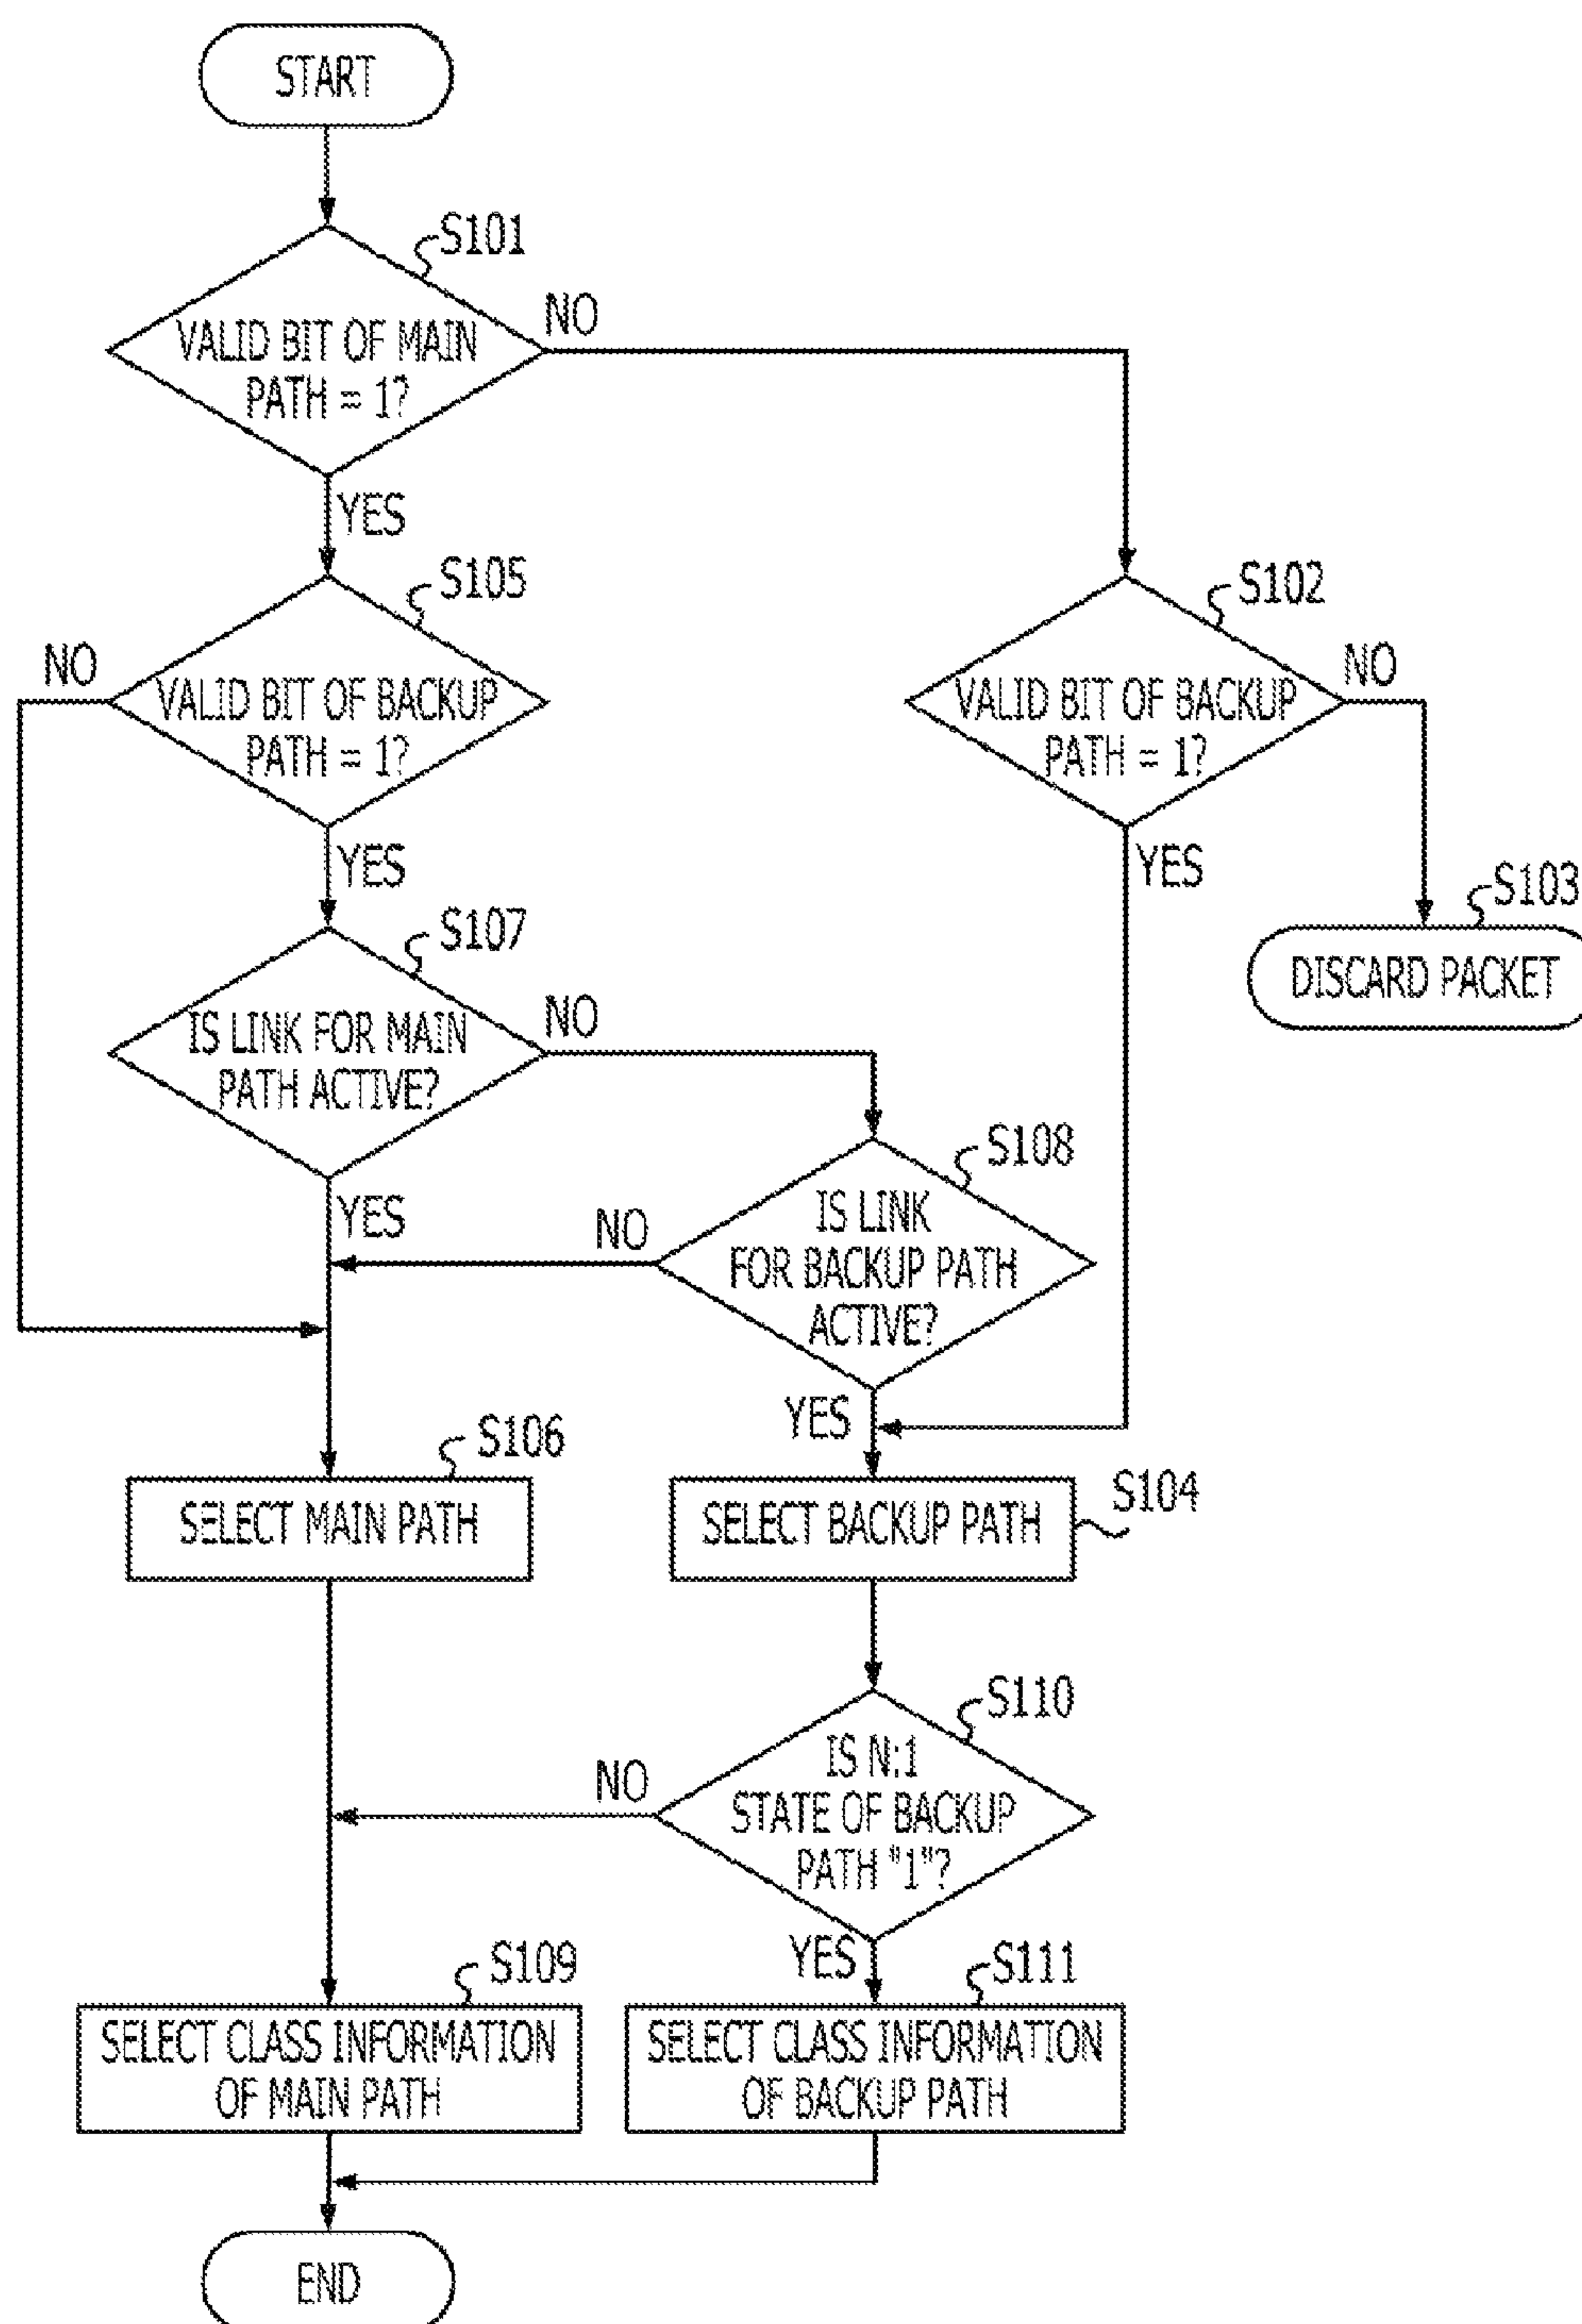 START
S101
VALID BIT OF MAIN
PATH = 1?
NO
YES
S105
NO
VALID BIT OF BACKUP
PATH = 1?
YES
S102
VALID BIT OF BACKUP
PATH = 1?
NO
YES
S103
DISCARD PACKET
S107
IS LINK FOR MAIN
PATH ACTIVE?
NO
YES
S108
IS LINK
FOR BACKUP PATH
ACTIVE?
NO
YES
S106
SELECT MAIN PATH
SELECT BACKUP PATH
S104
S110
IS N:1
STATE OF BACKUP
PATH "1"?
NO
YES
S109
SELECT CLASS INFORMATION
OF MAIN PATH
S111
SELECT CLASS INFORMATION
OF BACKUP PATH
END